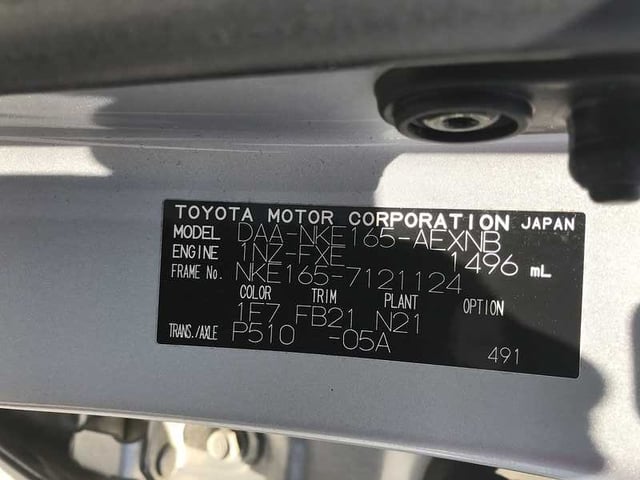 TOYOTA MOTOR CORPORATION JAPAN
MODEL DAA-NKE165-AEXNB
ENGINE 1NZ-FXE 1496 mL
FRAME No. NKE165-7121124
COLOR TRIM PLANT OPTION
1F7 FB21 N21
TRANS./AXLE P510 -05A 491